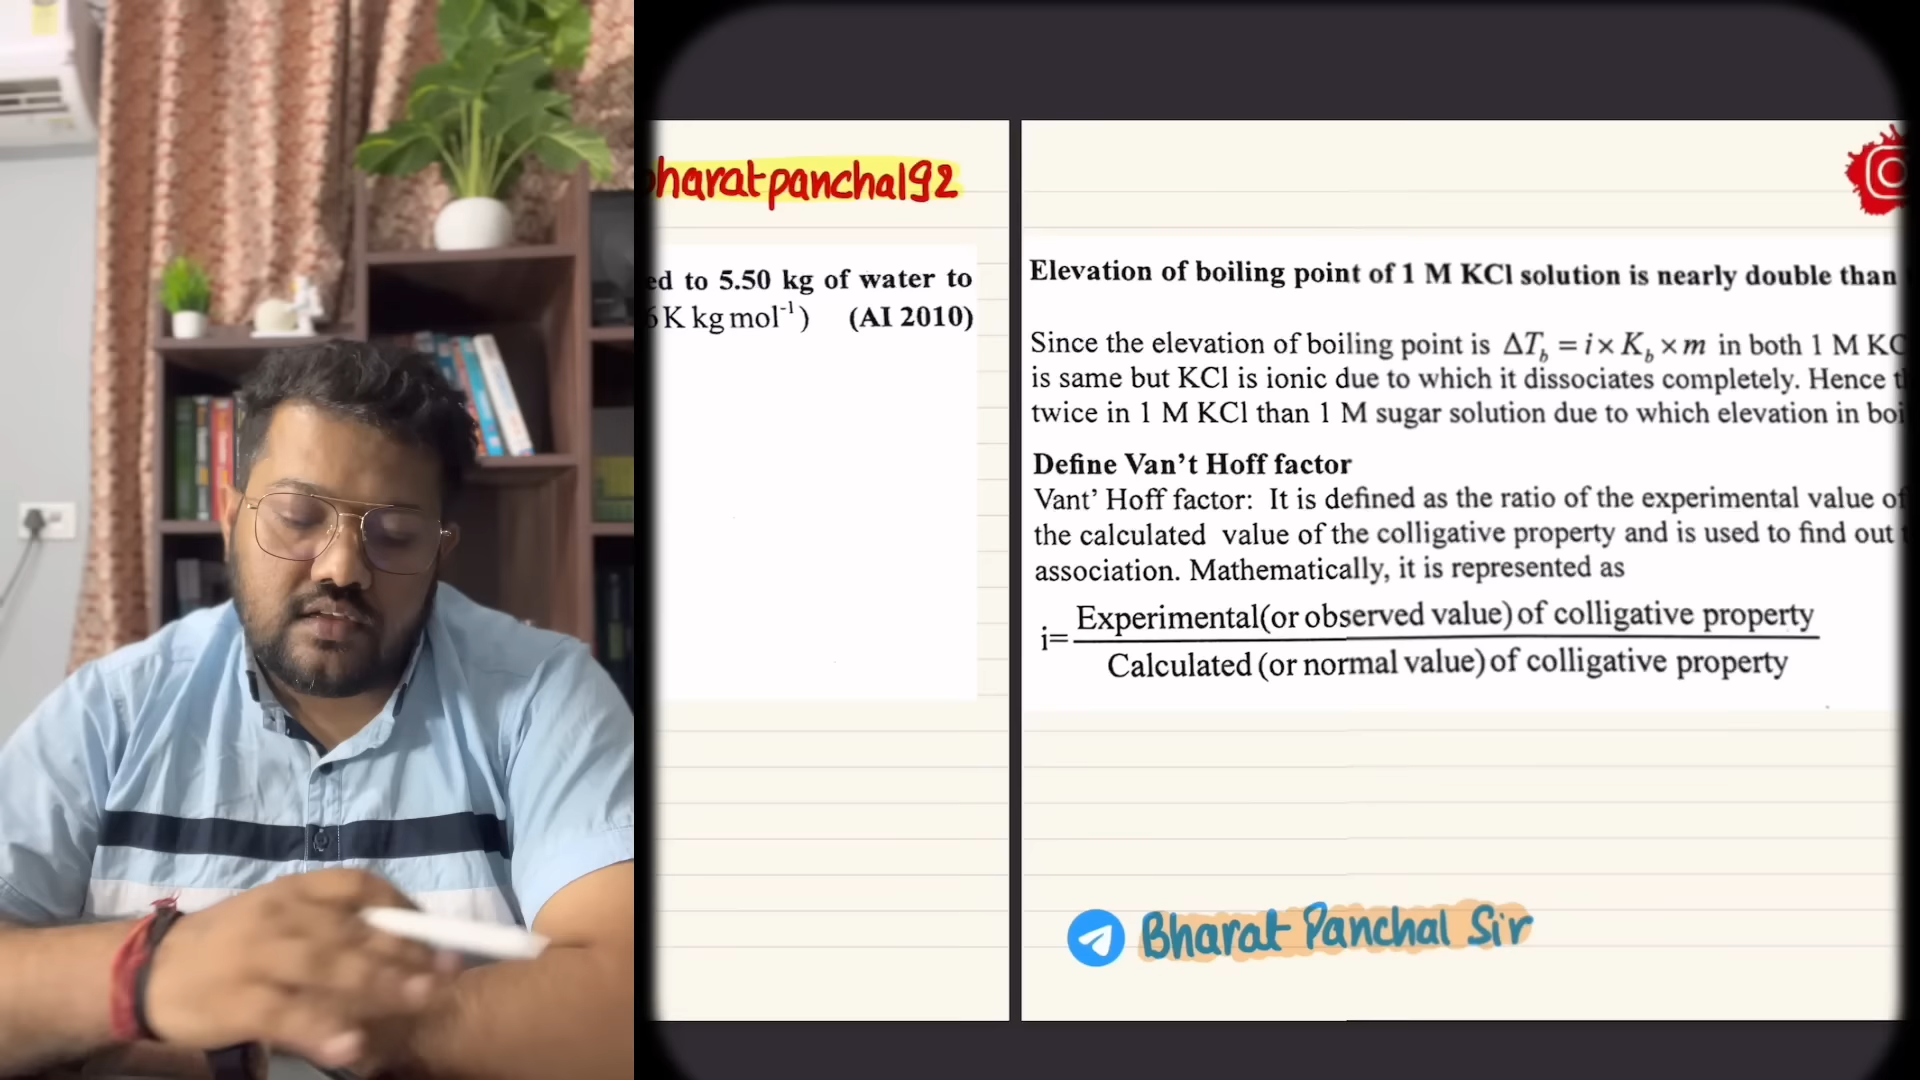 bharatpanchal92
ed to 5.50 kg of water to
6 K kg mol⁻¹) (AI 2010)
Elevation of boiling point of 1 M KCl solution is nearly double than
Since the elevation of boiling point is ΔT_b = i × K_b × m in both 1 M KC
is same but KCl is ionic due to which it dissociates completely. Hence t
twice in 1 M KCl than 1 M sugar solution due to which elevation in boi
Define Van't Hoff factor
Vant' Hoff factor: It is defined as the ratio of the experimental value of
the calculated value of the colligative property and is used to find out
association. Mathematically, it is represented as
i= Experimental(or observed value) of colligative property
Calculated (or normal value) of colligative property
Bharat Panchal Sir